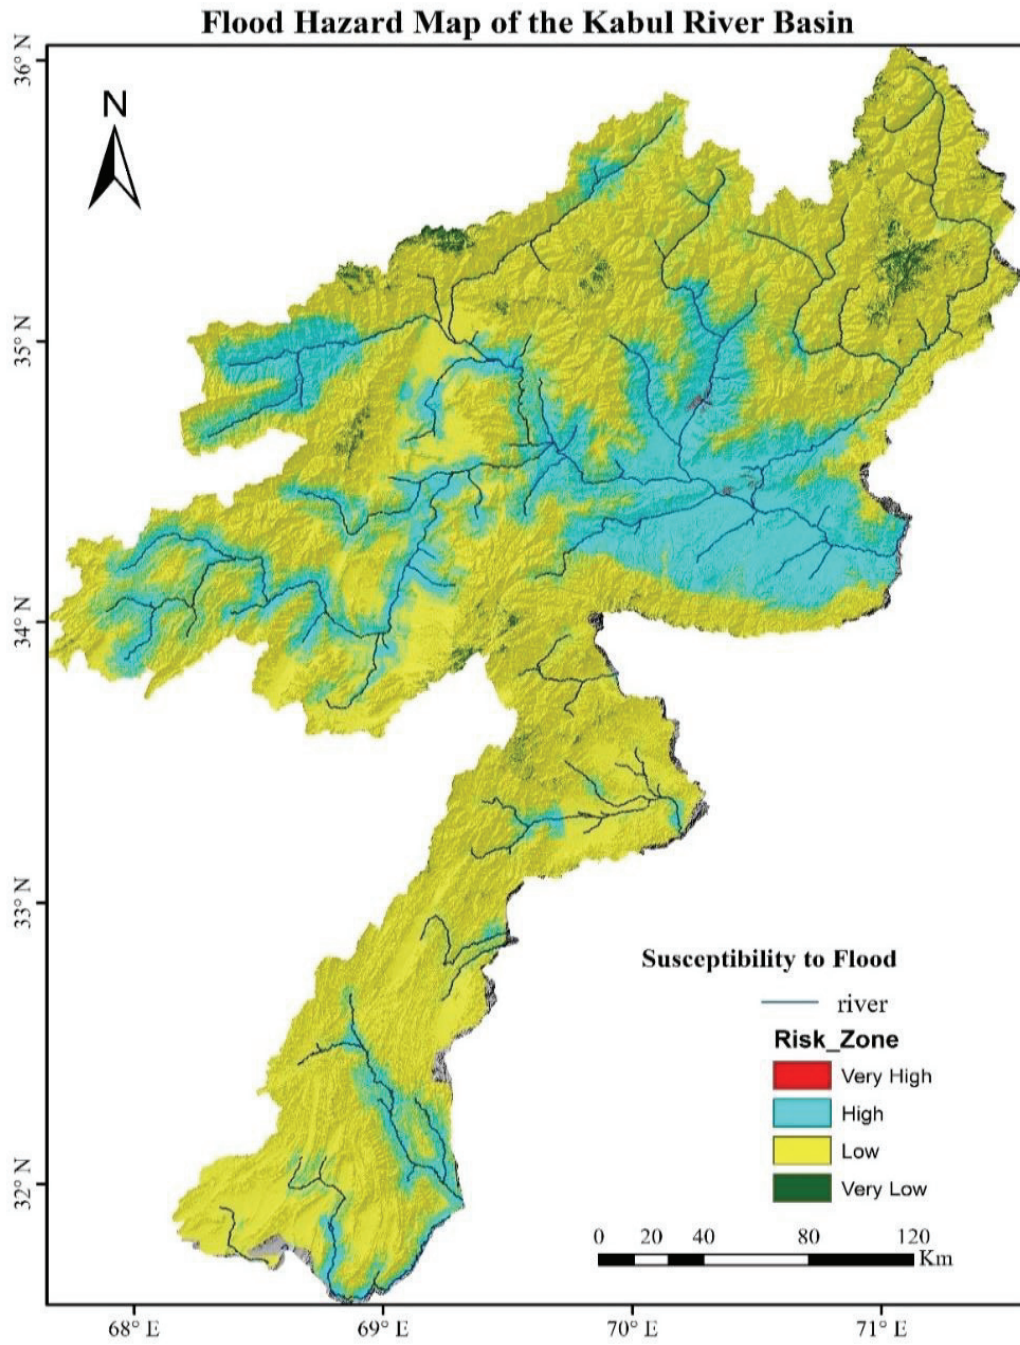 Flood Hazard Map of the Kabul River Basin
N
36° N
35° N
34° N
33° N
32° N
Susceptibility to Flood
river
Risk_Zone
Very High
High
Low
Very Low
0 20 40 80 120
Km
68° E 69° E 70° E 71° E